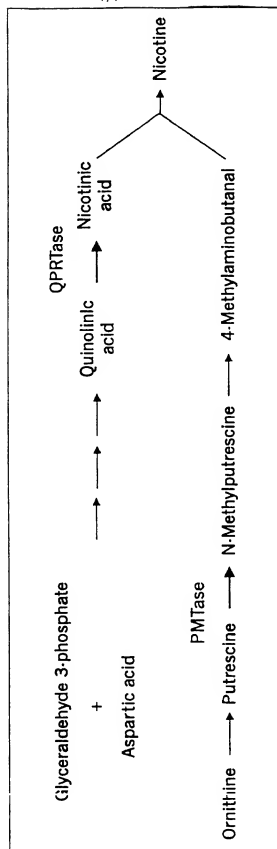 Glyceraldehyde 3-phosphate
+
Aspartic acid
Quinolinic
acid
QPRTase
Nicotinic
acid
Nicotine
Ornithine
Putrescine
PMTase
N-Methylputrescine
4-Methylaminobutanal